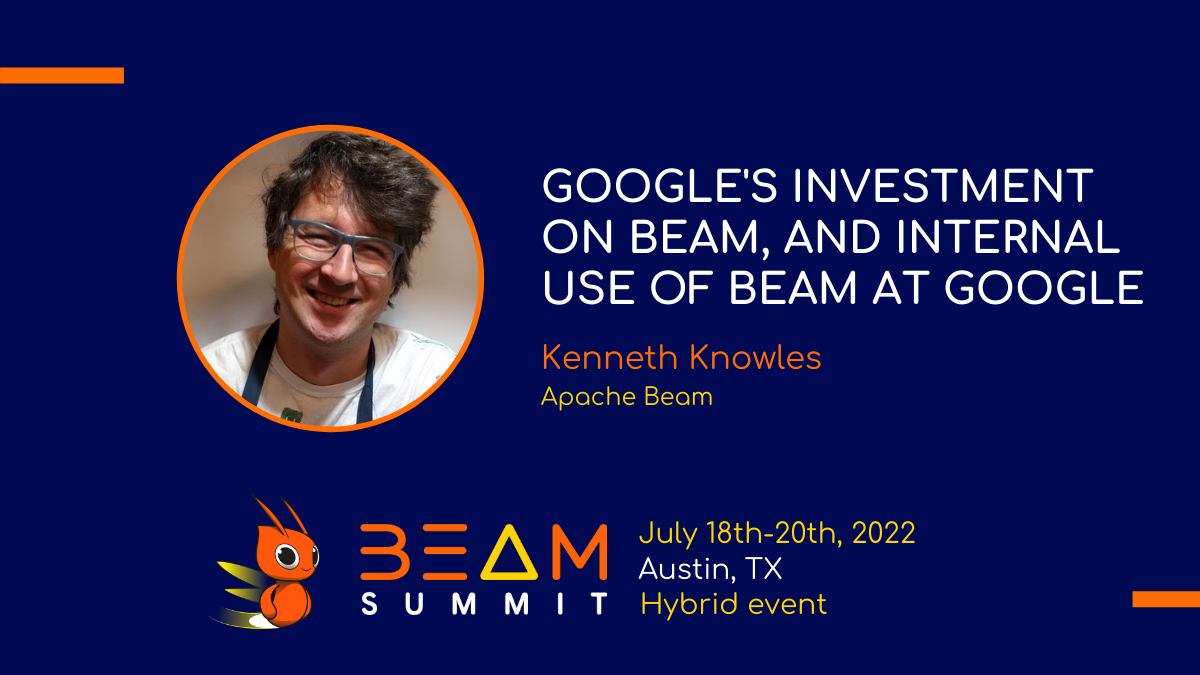 GOOGLE'S INVESTMENT
ON BEAM, AND INTERNAL
USE OF BEAM AT GOOGLE
Kenneth Knowles
Apache Beam
BEAM
SUMMIT
July 18th-20th, 2022
Austin, TX
Hybrid event